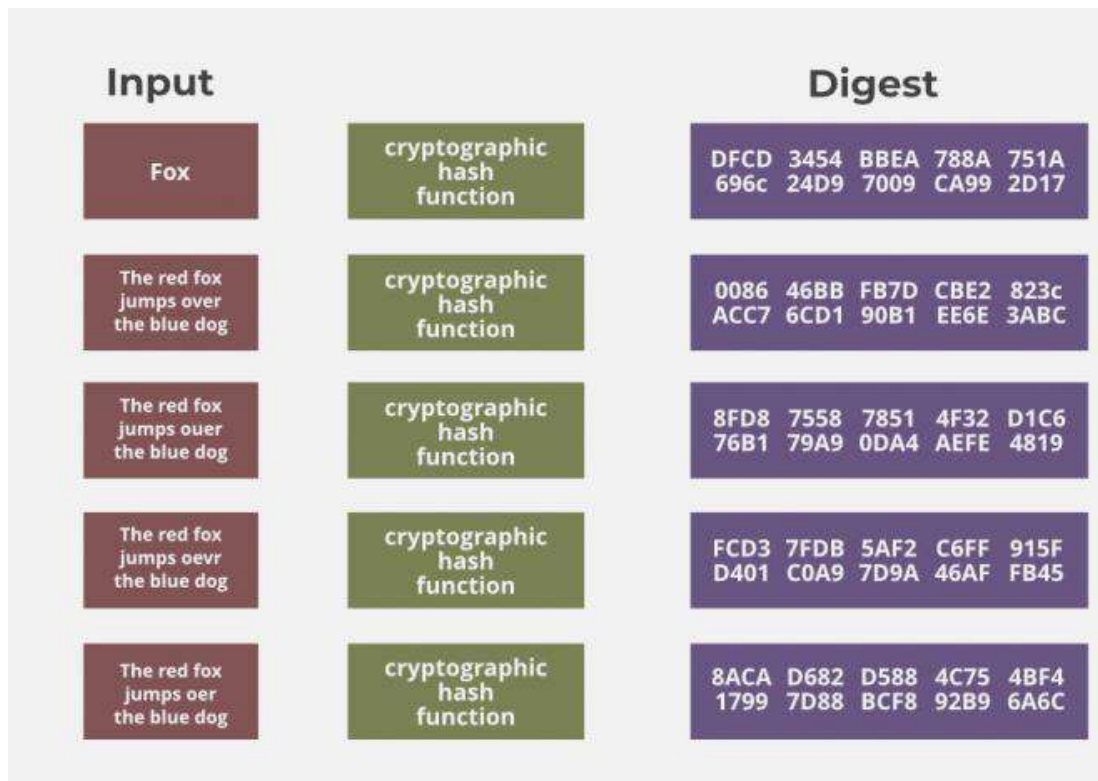 Input
Digest
Fox
cryptographic
hash
function
DFCD 3454 BBEA 788A 751A
696c 24D9 7009 CA99 2D17
The red fox
jumps over
the blue dog
cryptographic
hash
function
0086 46BB FB7D CBE2 823c
ACC7 6CD1 90B1 EE6E 3ABC
The red fox
jumps ouer
the blue dog
cryptographic
hash
function
8FD8 7558 7851 4F32 D1C6
76B1 79A9 0DA4 AEFE 4819
The red fox
jumps oevr
the blue dog
cryptographic
hash
function
FCD3 7FDB 5AF2 C6FF 915F
D401 C0A9 7D9A 46AF FB45
The red fox
jumps oer
the blue dog
cryptographic
hash
function
8ACA D682 D588 4C75 4BF4
1799 7D88 BCF8 92B9 6A6C